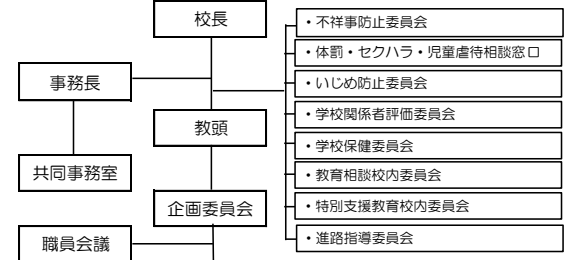 校長
事務長
教頭
共同事務室
企画委員会
職員会議
・不祥事防止委員会
・体罰・セクハラ・児童虐待相談窓口
・いじめ防止委員会
・学校関係者評価委員会
・学校保健委員会
・教育相談校内委員会
・特別支援教育校内委員会
・進路指導委員会